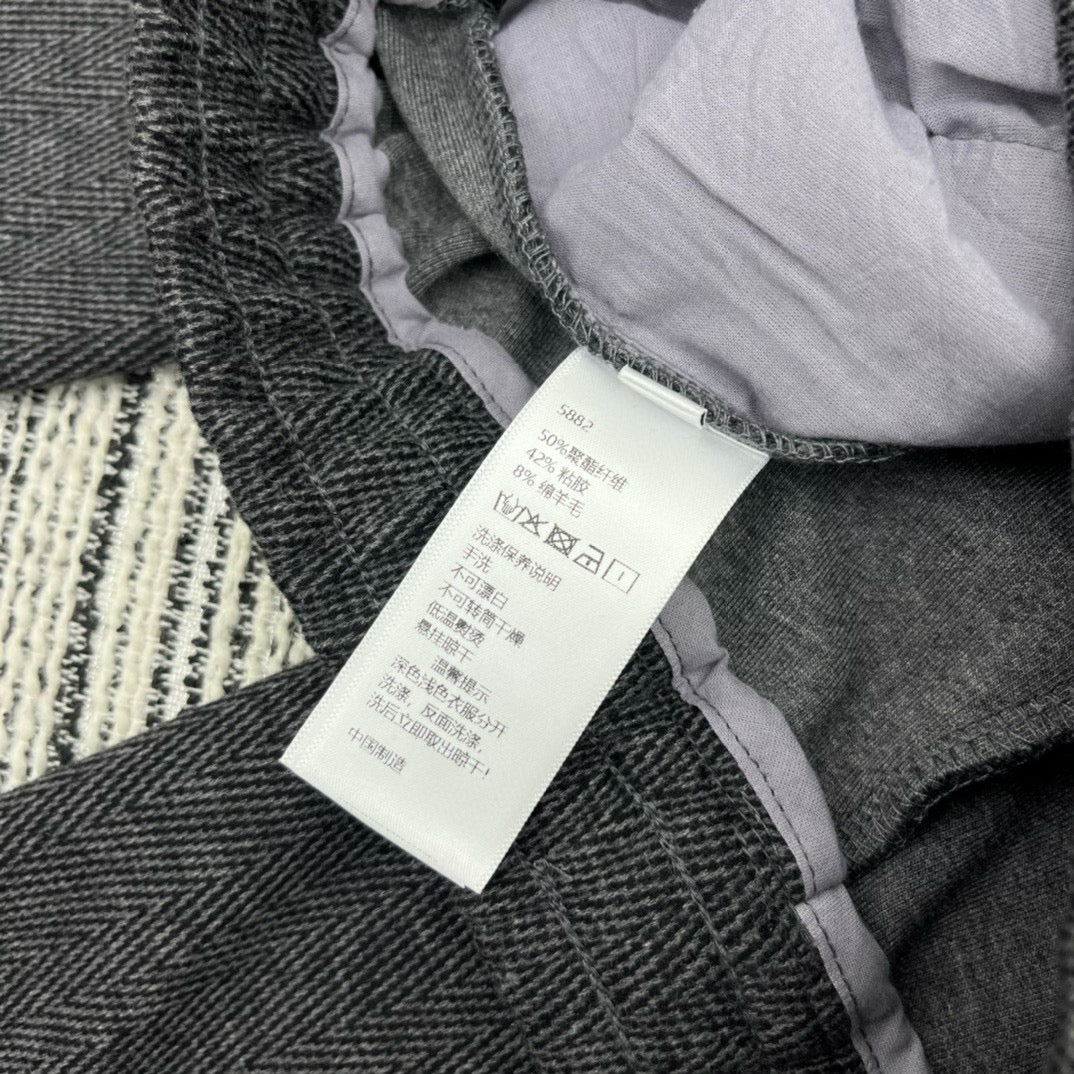 5882
50%聚酯纤维
42% 粘胶
8% 绵羊毛
洗涤保养说明
手洗
不可漂白
不可转筒干燥
低温熨烫
悬挂晾干
温馨提示
深色浅色衣服分开
洗涤，反面洗涤，
洗后立即取出晾干！
中国制造